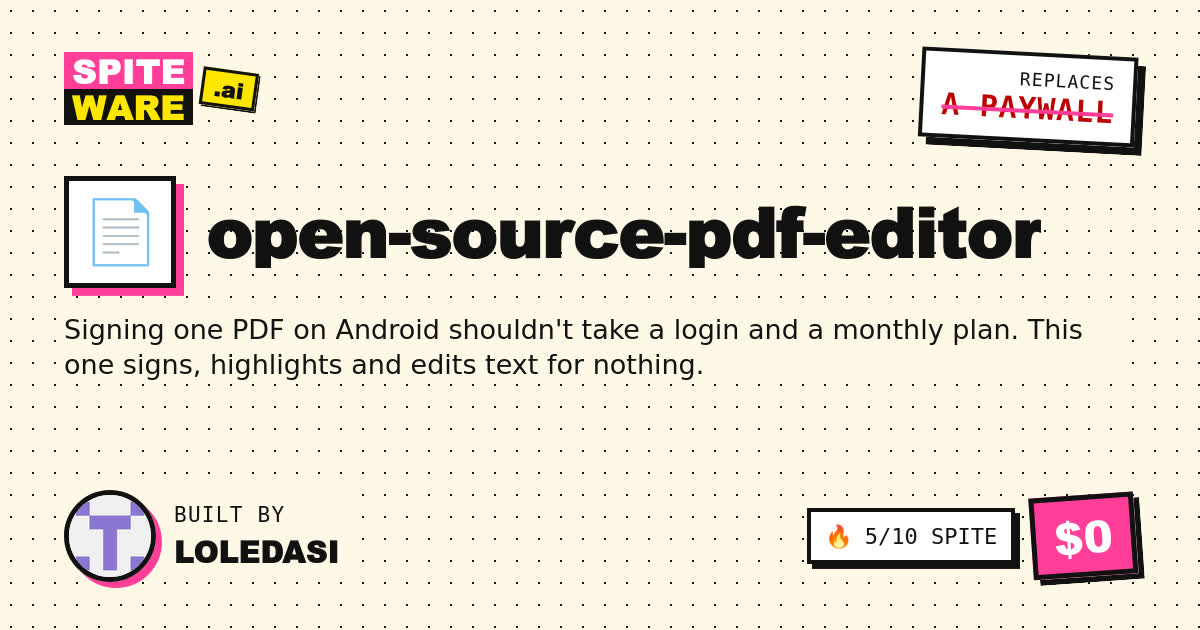 SPITE
WARE
.ai
REPLACES
A PAYWALL
open-source-pdf-editor
Signing one PDF on Android shouldn't take a login and a monthly plan. This
one signs, highlights and edits text for nothing.
BUILT BY
LOLEDASI
🔥 5/10 SPITE
$0